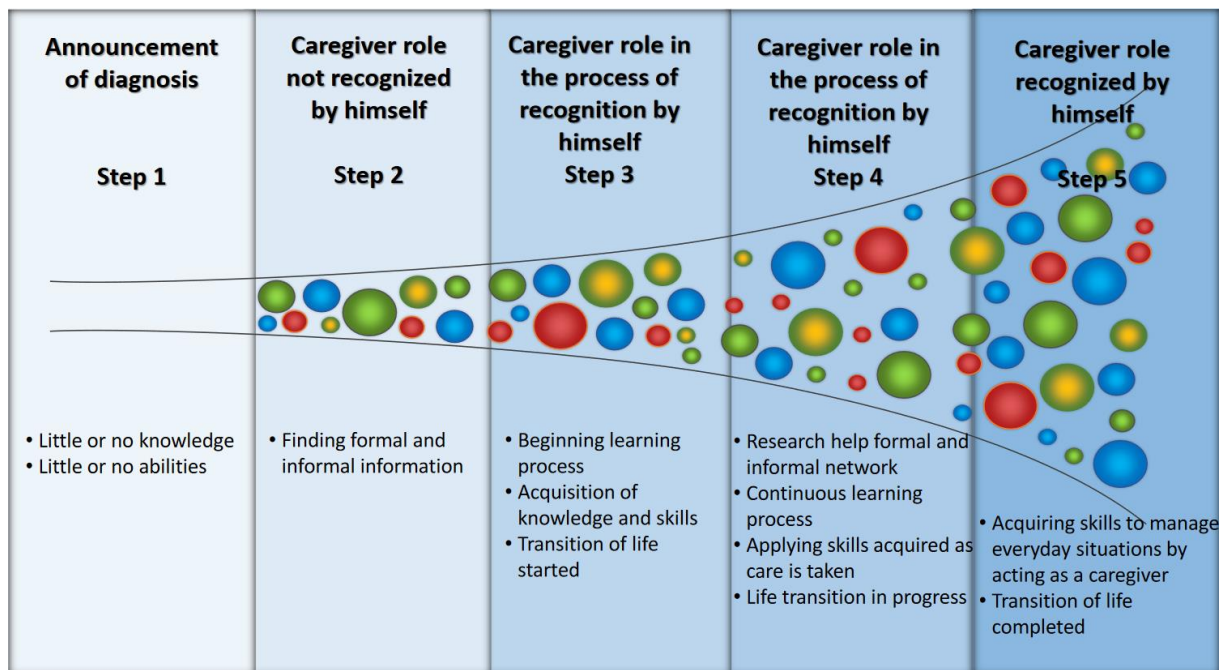 Announcement
of diagnosis
Step 1
• Little or no knowledge
• Little or no abilities
Caregiver role
not recognized
by himself
Step 2
• Finding formal and
informal information
Caregiver role in
the process of
recognition by
himself
Step 3
• Beginning learning
process
• Acquisition of
knowledge and skills
• Transition of life
started
Caregiver role in
the process of
recognition by
himself
Step 4
• Research help formal and
informal network
• Continuous learning
process
• Applying skills acquired as
care is taken
• Life transition in progress
Caregiver role
recognized by
himself
Step 5
• Acquiring skills to manage
everyday situations by
acting as a caregiver
• Transition of life
completed